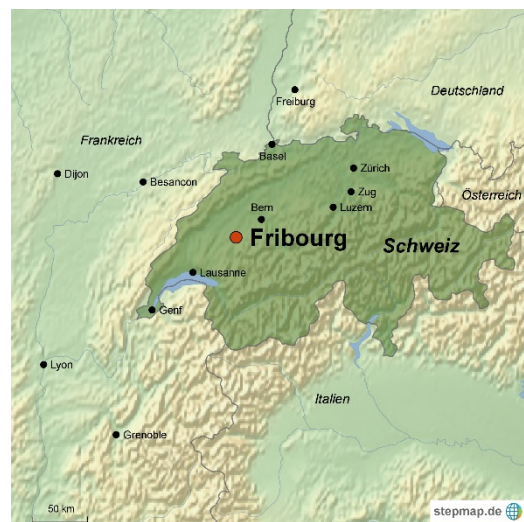 Deutschland
Freiburg
Frankreich
Basel
Dijon
Besancon
Zürich
Zug
Österreich
Luzern
Bern
Fribourg
Schweiz
Lausanne
Genf
Lyon
Italien
Grenoble
50 km
stepmap.de